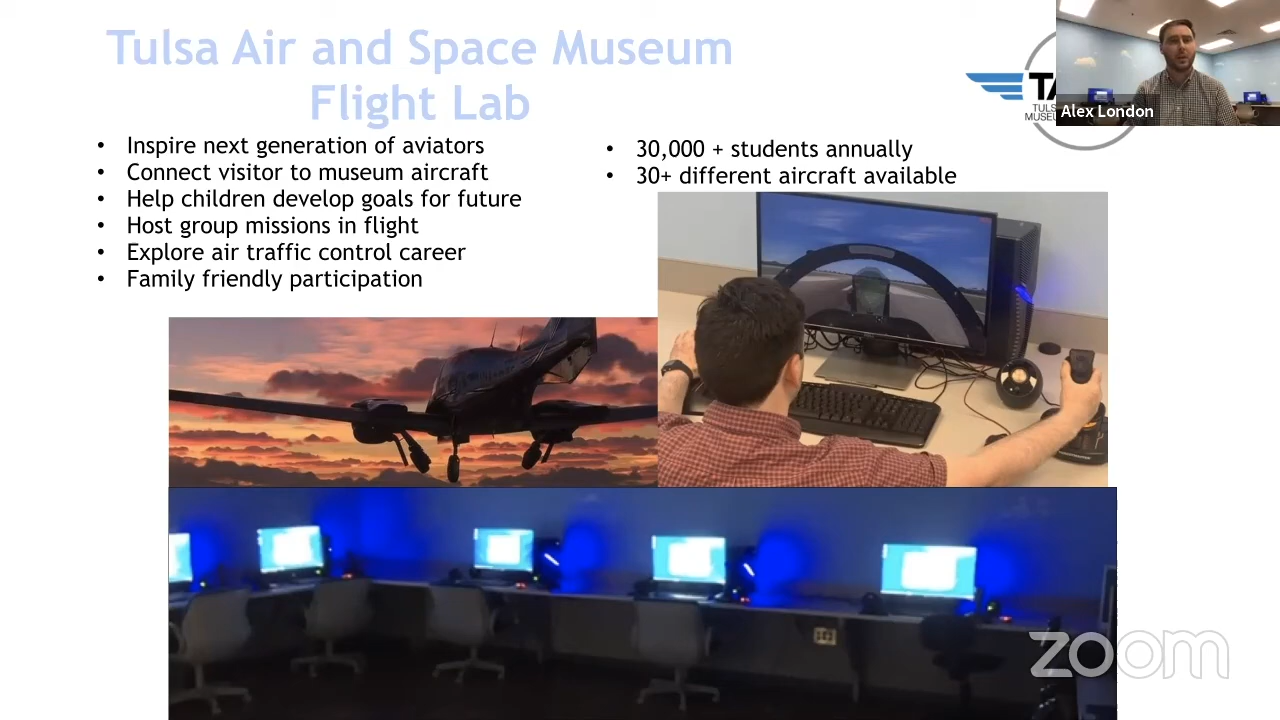 Tulsa Air and Space Museum
Flight Lab
• Inspire next generation of aviators
• Connect visitor to museum aircraft
• Help children develop goals for future
• Host group missions in flight
• Explore air traffic control career
• Family friendly participation
• 30,000 + students annually
• 30+ different aircraft available
Alex London
zoom